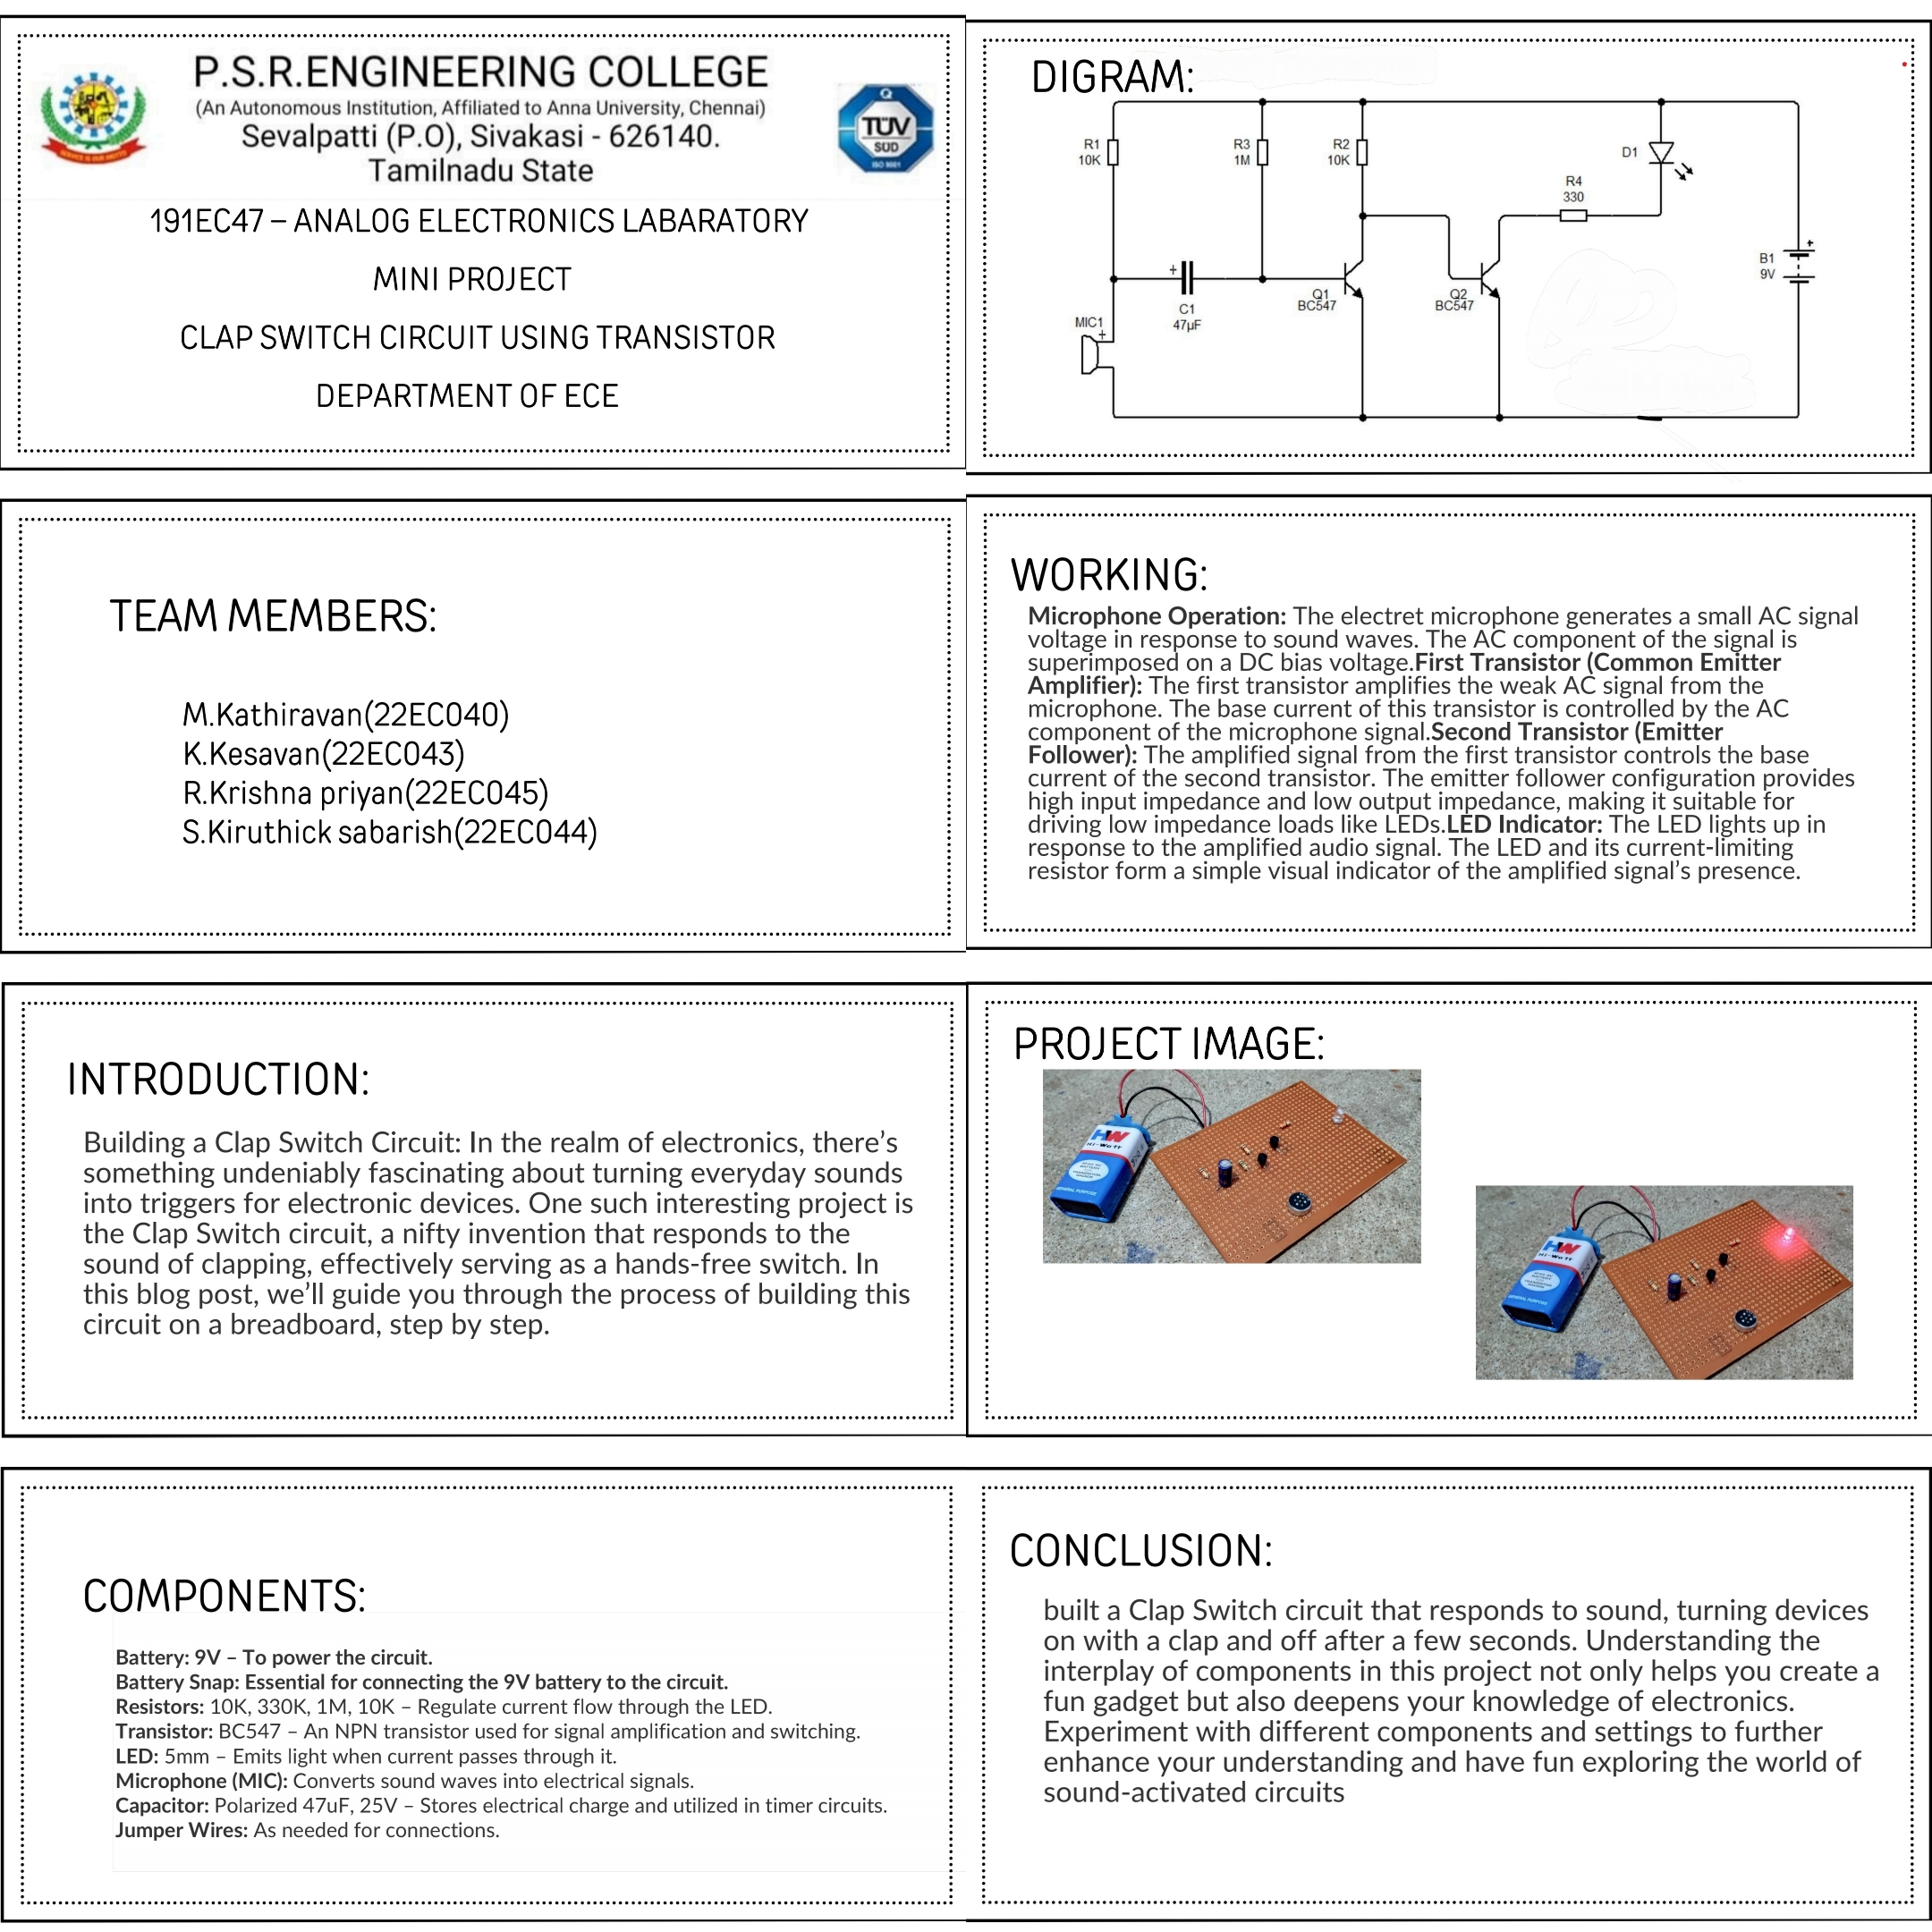 P.S.R.ENGINEERING COLLEGE
(An Autonomous Institution, Affiliated to Anna University, Chennai)
Sevalpatti (P.O), Sivakasi - 626140.
Tamilnadu State
SERVICE IS OUR MOTTO
Q
TÜV
SÜD
ISO 9001
191EC47 – ANALOG ELECTRONICS LABARATORY
MINI PROJECT
CLAP SWITCH CIRCUIT USING TRANSISTOR
DEPARTMENT OF ECE
DIGRAM:
R1
10K
R3
1M
R2
10K
D1
R4
330
B1
9V
+
+
C1
47µF
Q1
BC547
Q2
BC547
MIC1
+
TEAM MEMBERS:
M.Kathiravan(22EC040)
K.Kesavan(22EC043)
R.Krishna priyan(22EC045)
S.Kiruthick sabarish(22EC044)
WORKING:
Microphone Operation: The electret microphone generates a small AC signal
voltage in response to sound waves. The AC component of the signal is
superimposed on a DC bias voltage.First Transistor (Common Emitter
Amplifier): The first transistor amplifies the weak AC signal from the
microphone. The base current of this transistor is controlled by the AC
component of the microphone signal.Second Transistor (Emitter
Follower): The amplified signal from the first transistor controls the base
current of the second transistor. The emitter follower configuration provides
high input impedance and low output impedance, making it suitable for
driving low impedance loads like LEDs.LED Indicator: The LED lights up in
response to the amplified audio signal. The LED and its current-limiting
resistor form a simple visual indicator of the amplified signal's presence.
INTRODUCTION:
Building a Clap Switch Circuit: In the realm of electronics, there's
something undeniably fascinating about turning everyday sounds
into triggers for electronic devices. One such interesting project is
the Clap Switch circuit, a nifty invention that responds to the
sound of clapping, effectively serving as a hands-free switch. In
this blog post, we'll guide you through the process of building this
circuit on a breadboard, step by step.
PROJECT IMAGE:
HW
Hi-Watt
HW
Hi-Watt
COMPONENTS:
Battery: 9V – To power the circuit.
Battery Snap: Essential for connecting the 9V battery to the circuit.
Resistors: 10K, 330K, 1M, 10K – Regulate current flow through the LED.
Transistor: BC547 – An NPN transistor used for signal amplification and switching.
LED: 5mm – Emits light when current passes through it.
Microphone (MIC): Converts sound waves into electrical signals.
Capacitor: Polarized 47uF, 25V – Stores electrical charge and utilized in timer circuits.
Jumper Wires: As needed for connections.
CONCLUSION:
built a Clap Switch circuit that responds to sound, turning devices
on with a clap and off after a few seconds. Understanding the
interplay of components in this project not only helps you create a
fun gadget but also deepens your knowledge of electronics.
Experiment with different components and settings to further
enhance your understanding and have fun exploring the world of
sound-activated circuits